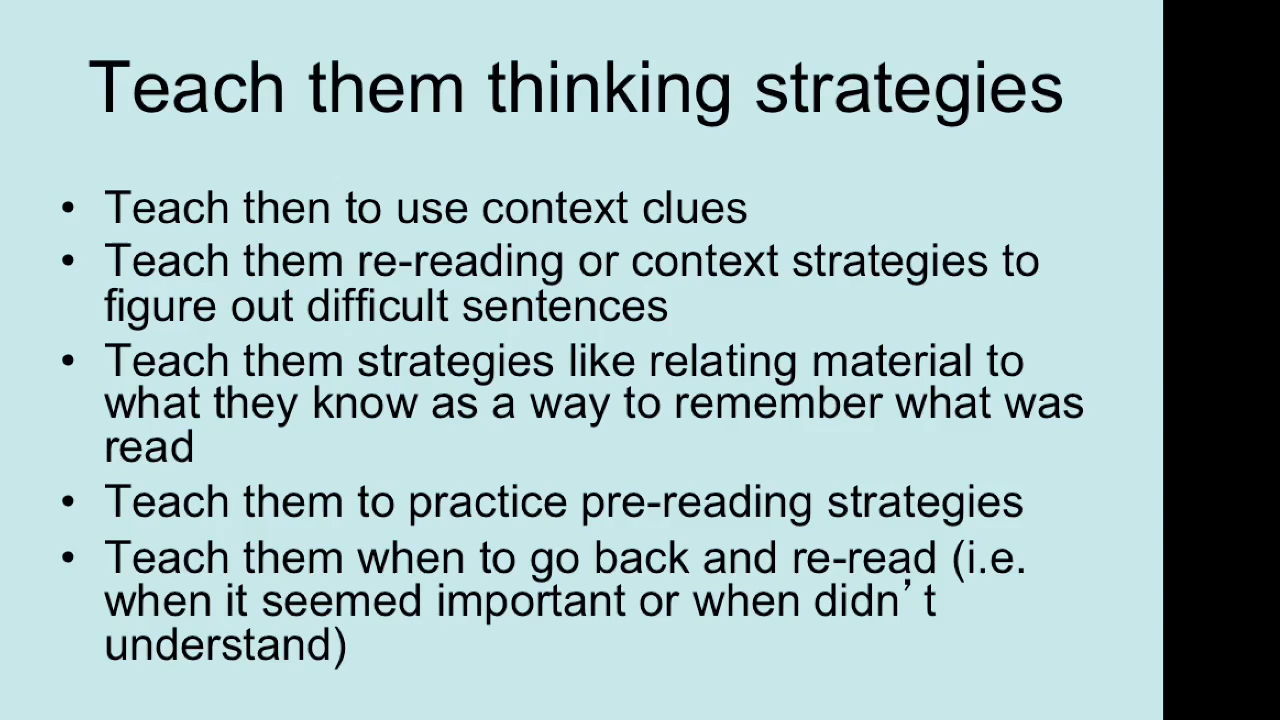 Teach them thinking strategies
• Teach then to use context clues
• Teach them re-reading or context strategies to
figure out difficult sentences
• Teach them strategies like relating material to
what they know as a way to remember what was
read
• Teach them to practice pre-reading strategies
• Teach them when to go back and re-read (i.e.
when it seemed important or when didn’t
understand)